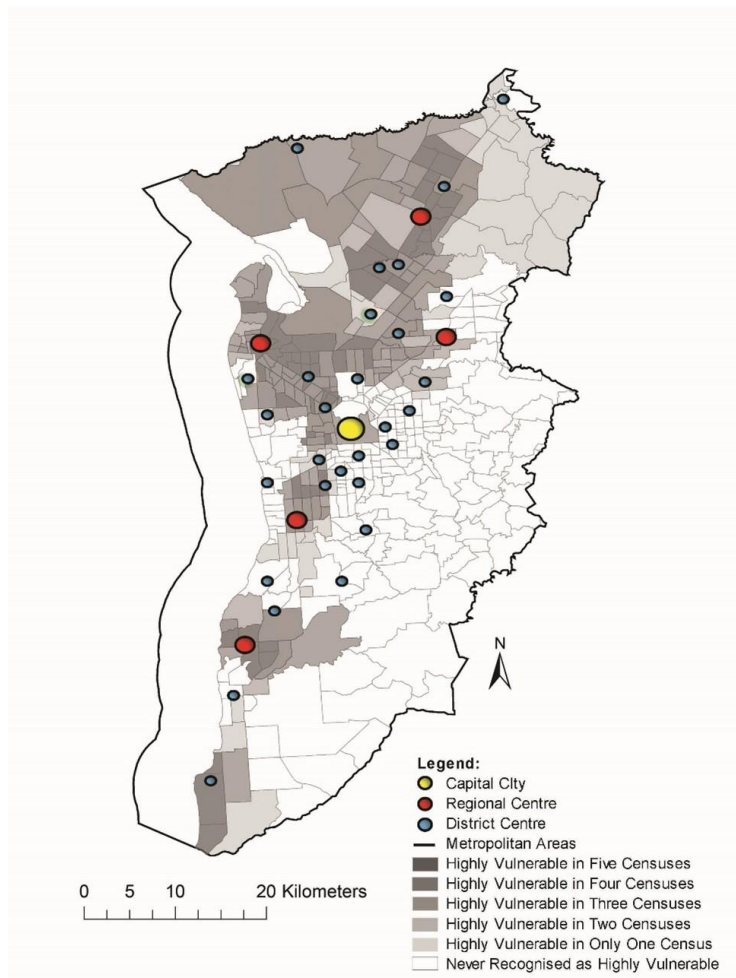 N
Legend:
Capital CIty
Regional Centre
District Centre
Metropolitan Areas
Highly Vulnerable in Five Censuses
Highly Vulnerable in Four Censuses
Highly Vulnerable in Three Censuses
Highly Vulnerable in Two Censuses
Highly Vulnerable in Only One Census
Never Recognised as Highly Vulnerable
0 5 10 20 Kilometers